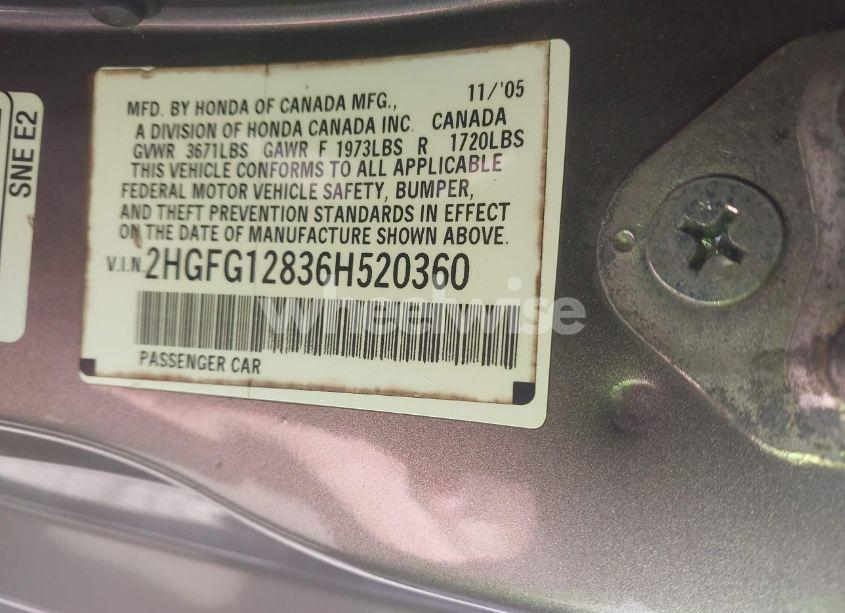 SNE E2
MFD. BY HONDA OF CANADA MFG., 11/'05
A DIVISION OF HONDA CANADA INC. CANADA
GVWR 3671LBS GAWR F 1973LBS R 1720LBS
THIS VEHICLE CONFORMS TO ALL APPLICABLE
FEDERAL MOTOR VEHICLE SAFETY, BUMPER,
AND THEFT PREVENTION STANDARDS IN EFFECT
ON THE DATE OF MANUFACTURE SHOWN ABOVE.
V.I.N. 2HGFG12836H520360
wheelwise
PASSENGER CAR